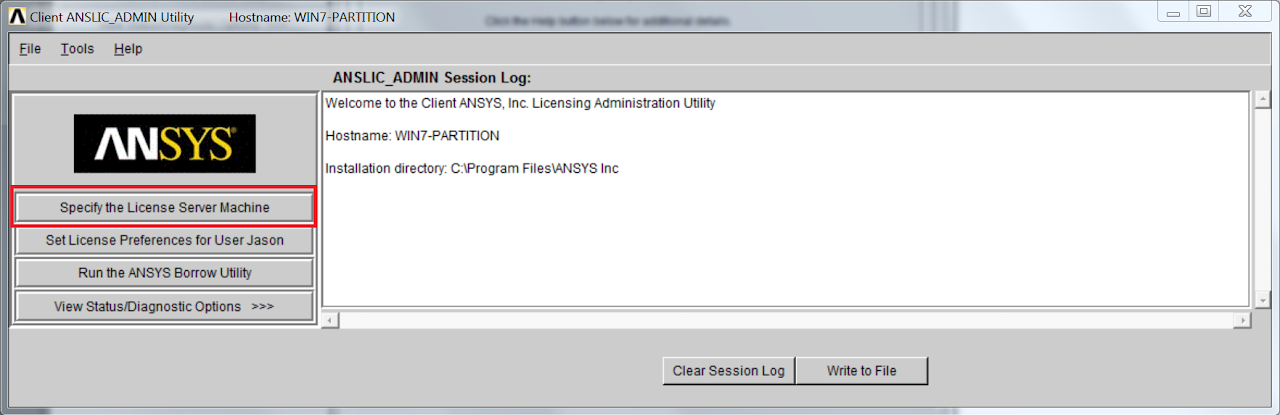 Click the Help button below for additional details.
Client ANSLIC_ADMIN Utility Hostname: WIN7-PARTITION
File Tools Help
ANSLIC_ADMIN Session Log:
ANSYS®
Welcome to the Client ANSYS, Inc. Licensing Administration Utility
Hostname: WIN7-PARTITION
Installation directory: C:\Program Files\ANSYS Inc
Specify the License Server Machine
Set License Preferences for User Jason
Run the ANSYS Borrow Utility
View Status/Diagnostic Options >>>
Clear Session Log Write to File